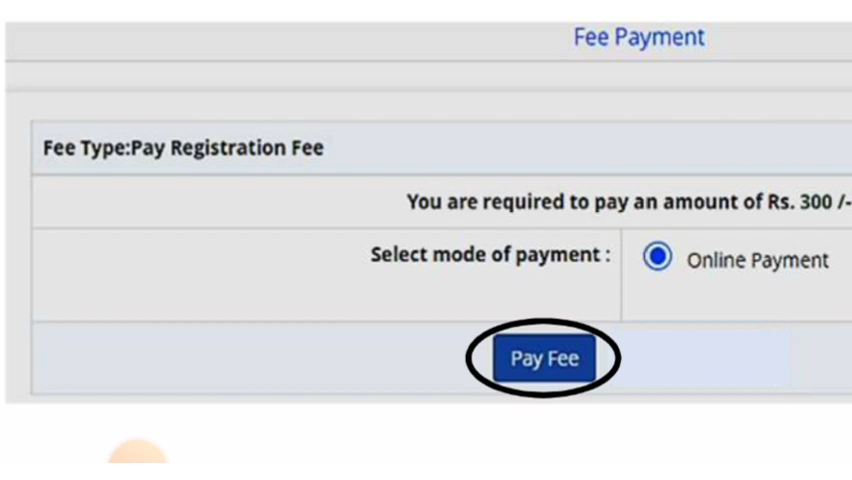 Fee Payment
Fee Type:Pay Registration Fee
You are required to pay an amount of Rs. 300 /-
Select mode of payment :
Online Payment
Pay Fee